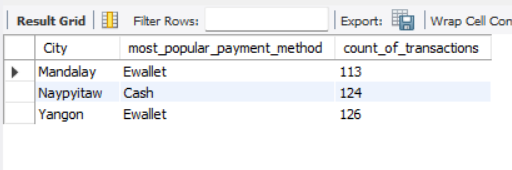 Result Grid Filter Rows: Export: Wrap Cell Con
City most_popular_payment_method count_of_transactions
Mandalay Ewallet 113
Naypyitaw Cash 124
Yangon Ewallet 126